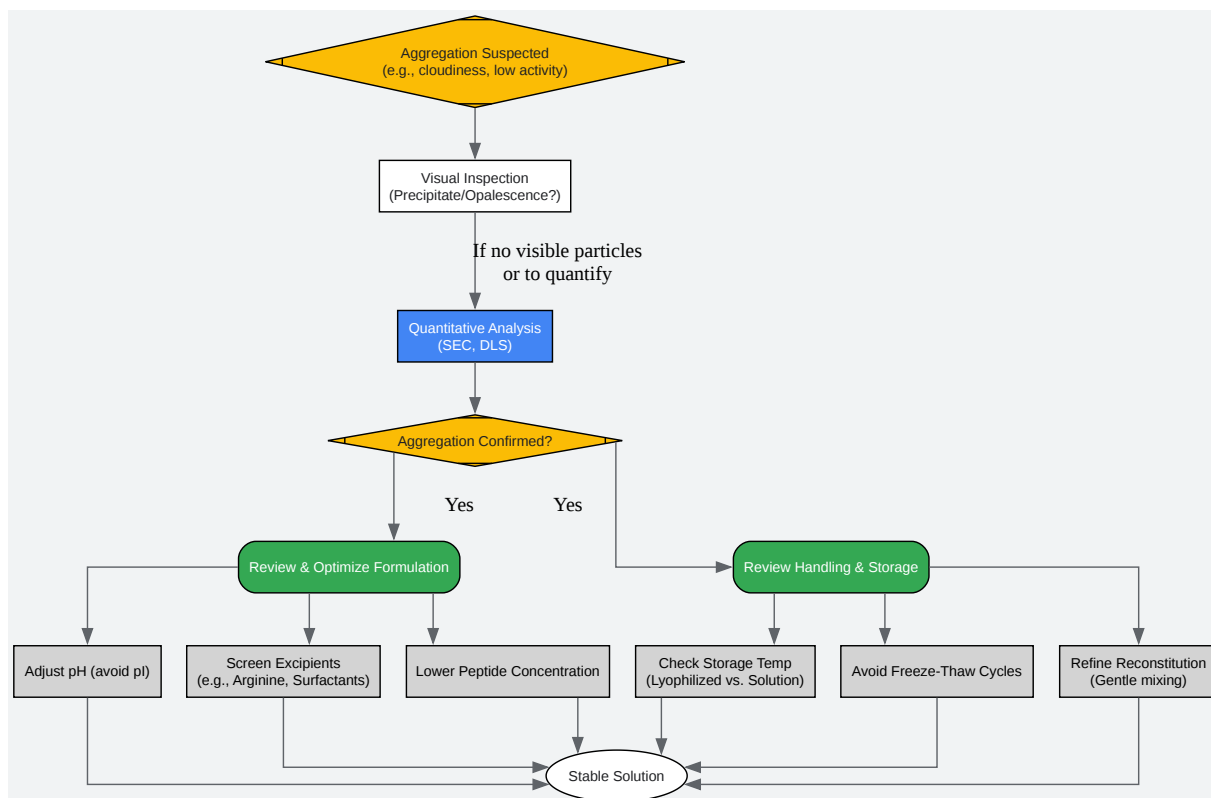 Aggregation Suspected
(e.g., cloudiness, low activity)
Visual Inspection
(Precipitate/Opalescence?)
If no visible particles
or to quantify
Quantitative Analysis
(SEC, DLS)
Aggregation Confirmed?
Yes
Yes
Review & Optimize Formulation
Review Handling & Storage
Adjust pH (avoid pI)
Screen Excipients
(e.g., Arginine, Surfactants)
Lower Peptide Concentration
Check Storage Temp
(Lyophilized vs. Solution)
Avoid Freeze-Thaw Cycles
Refine Reconstitution
(Gentle mixing)
Stable Solution